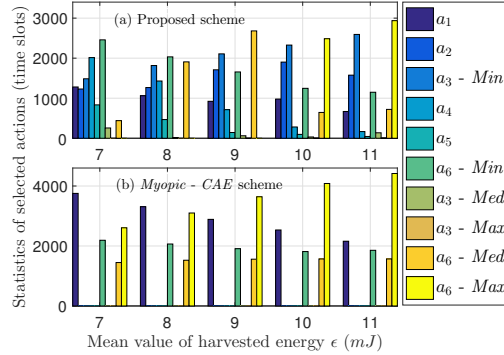 Statistics of selected actions (time slots)
3000
(a) Proposed scheme
2000
1000
0
7 8 9 10 11
(b) Myopic - CAE scheme
4000
2000
0
7 8 9 10 11
Mean value of harvested energy ϵ (mJ)
a1
a2
a3 - Min
a4
a5
a6 - Min
a3 - Med
a3 - Max
a6 - Med
a6 - Max